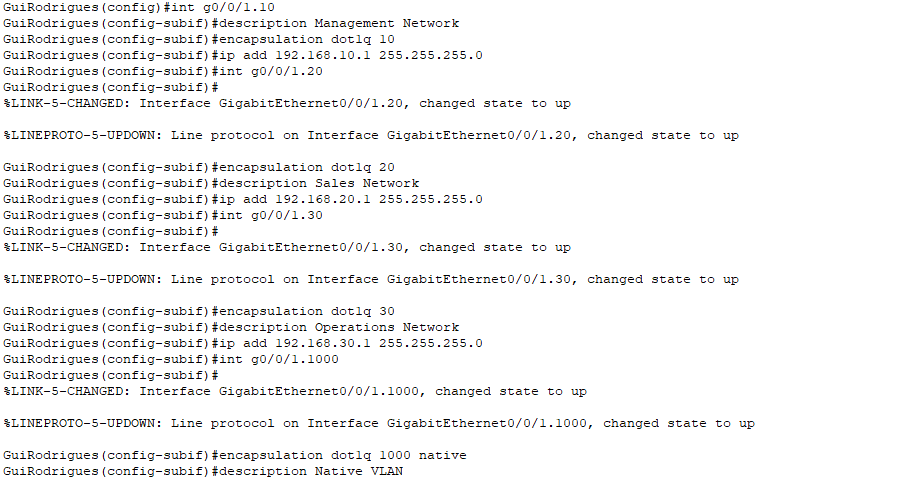 GuiRodrigues(config)#int g0/0/1.10
GuiRodrigues(config-subif)#description Management Network
GuiRodrigues(config-subif)#encapsulation dot1q 10
GuiRodrigues(config-subif)#ip add 192.168.10.1 255.255.255.0
GuiRodrigues(config-subif)#int g0/0/1.20
GuiRodrigues(config-subif)#
%LINK-5-CHANGED: Interface GigabitEthernet0/0/1.20, changed state to up
%LINEPROTO-5-UPDOWN: Line protocol on Interface GigabitEthernet0/0/1.20, changed state to up
GuiRodrigues(config-subif)#encapsulation dot1q 20
GuiRodrigues(config-subif)#description Sales Network
GuiRodrigues(config-subif)#ip add 192.168.20.1 255.255.255.0
GuiRodrigues(config-subif)#int g0/0/1.30
GuiRodrigues(config-subif)#
%LINK-5-CHANGED: Interface GigabitEthernet0/0/1.30, changed state to up
%LINEPROTO-5-UPDOWN: Line protocol on Interface GigabitEthernet0/0/1.30, changed state to up
GuiRodrigues(config-subif)#encapsulation dot1q 30
GuiRodrigues(config-subif)#description Operations Network
GuiRodrigues(config-subif)#ip add 192.168.30.1 255.255.255.0
GuiRodrigues(config-subif)#int g0/0/1.1000
GuiRodrigues(config-subif)#
%LINK-5-CHANGED: Interface GigabitEthernet0/0/1.1000, changed state to up
%LINEPROTO-5-UPDOWN: Line protocol on Interface GigabitEthernet0/0/1.1000, changed state to up
GuiRodrigues(config-subif)#encapsulation dot1q 1000 native
GuiRodrigues(config-subif)#description Native VLAN